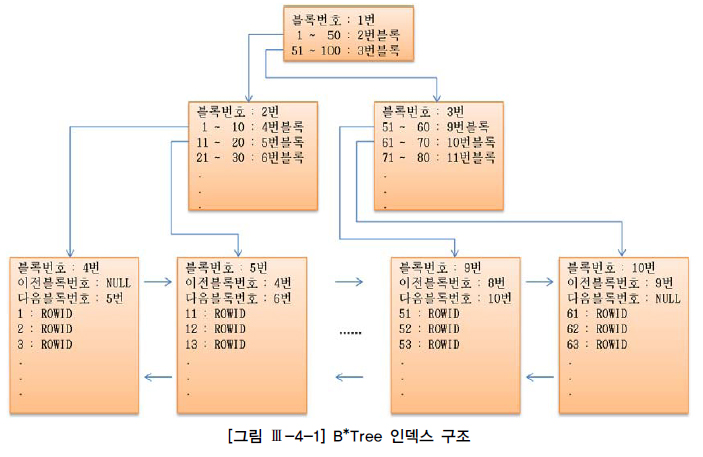 블록번호 : 1번
1 ~ 50 : 2번블록
51 ~ 100 : 3번블록
블록번호 : 2번
1 ~ 10 : 4번블록
11 ~ 20 : 5번블록
21 ~ 30 : 6번블록
.
.
.
블록번호 : 3번
51 ~ 60 : 9번블록
61 ~ 70 : 10번블록
71 ~ 80 : 11번블록
.
.
.
블록번호 : 4번
이전블록번호 : NULL
다음블록번호 : 5번
1 : ROWID
2 : ROWID
3 : ROWID
.
.
.
블록번호 : 5번
이전블록번호 : 4번
다음블록번호 : 6번
11 : ROWID
12 : ROWID
13 : ROWID
.
.
.
......
블록번호 : 9번
이전블록번호 : 8번
다음블록번호 : 10번
51 : ROWID
52 : ROWID
53 : ROWID
.
.
.
블록번호 : 10번
이전블록번호 : 9번
다음블록번호 : NULL
61 : ROWID
62 : ROWID
63 : ROWID
.
.
.
[그림 Ⅲ-4-1] B*Tree 인덱스 구조